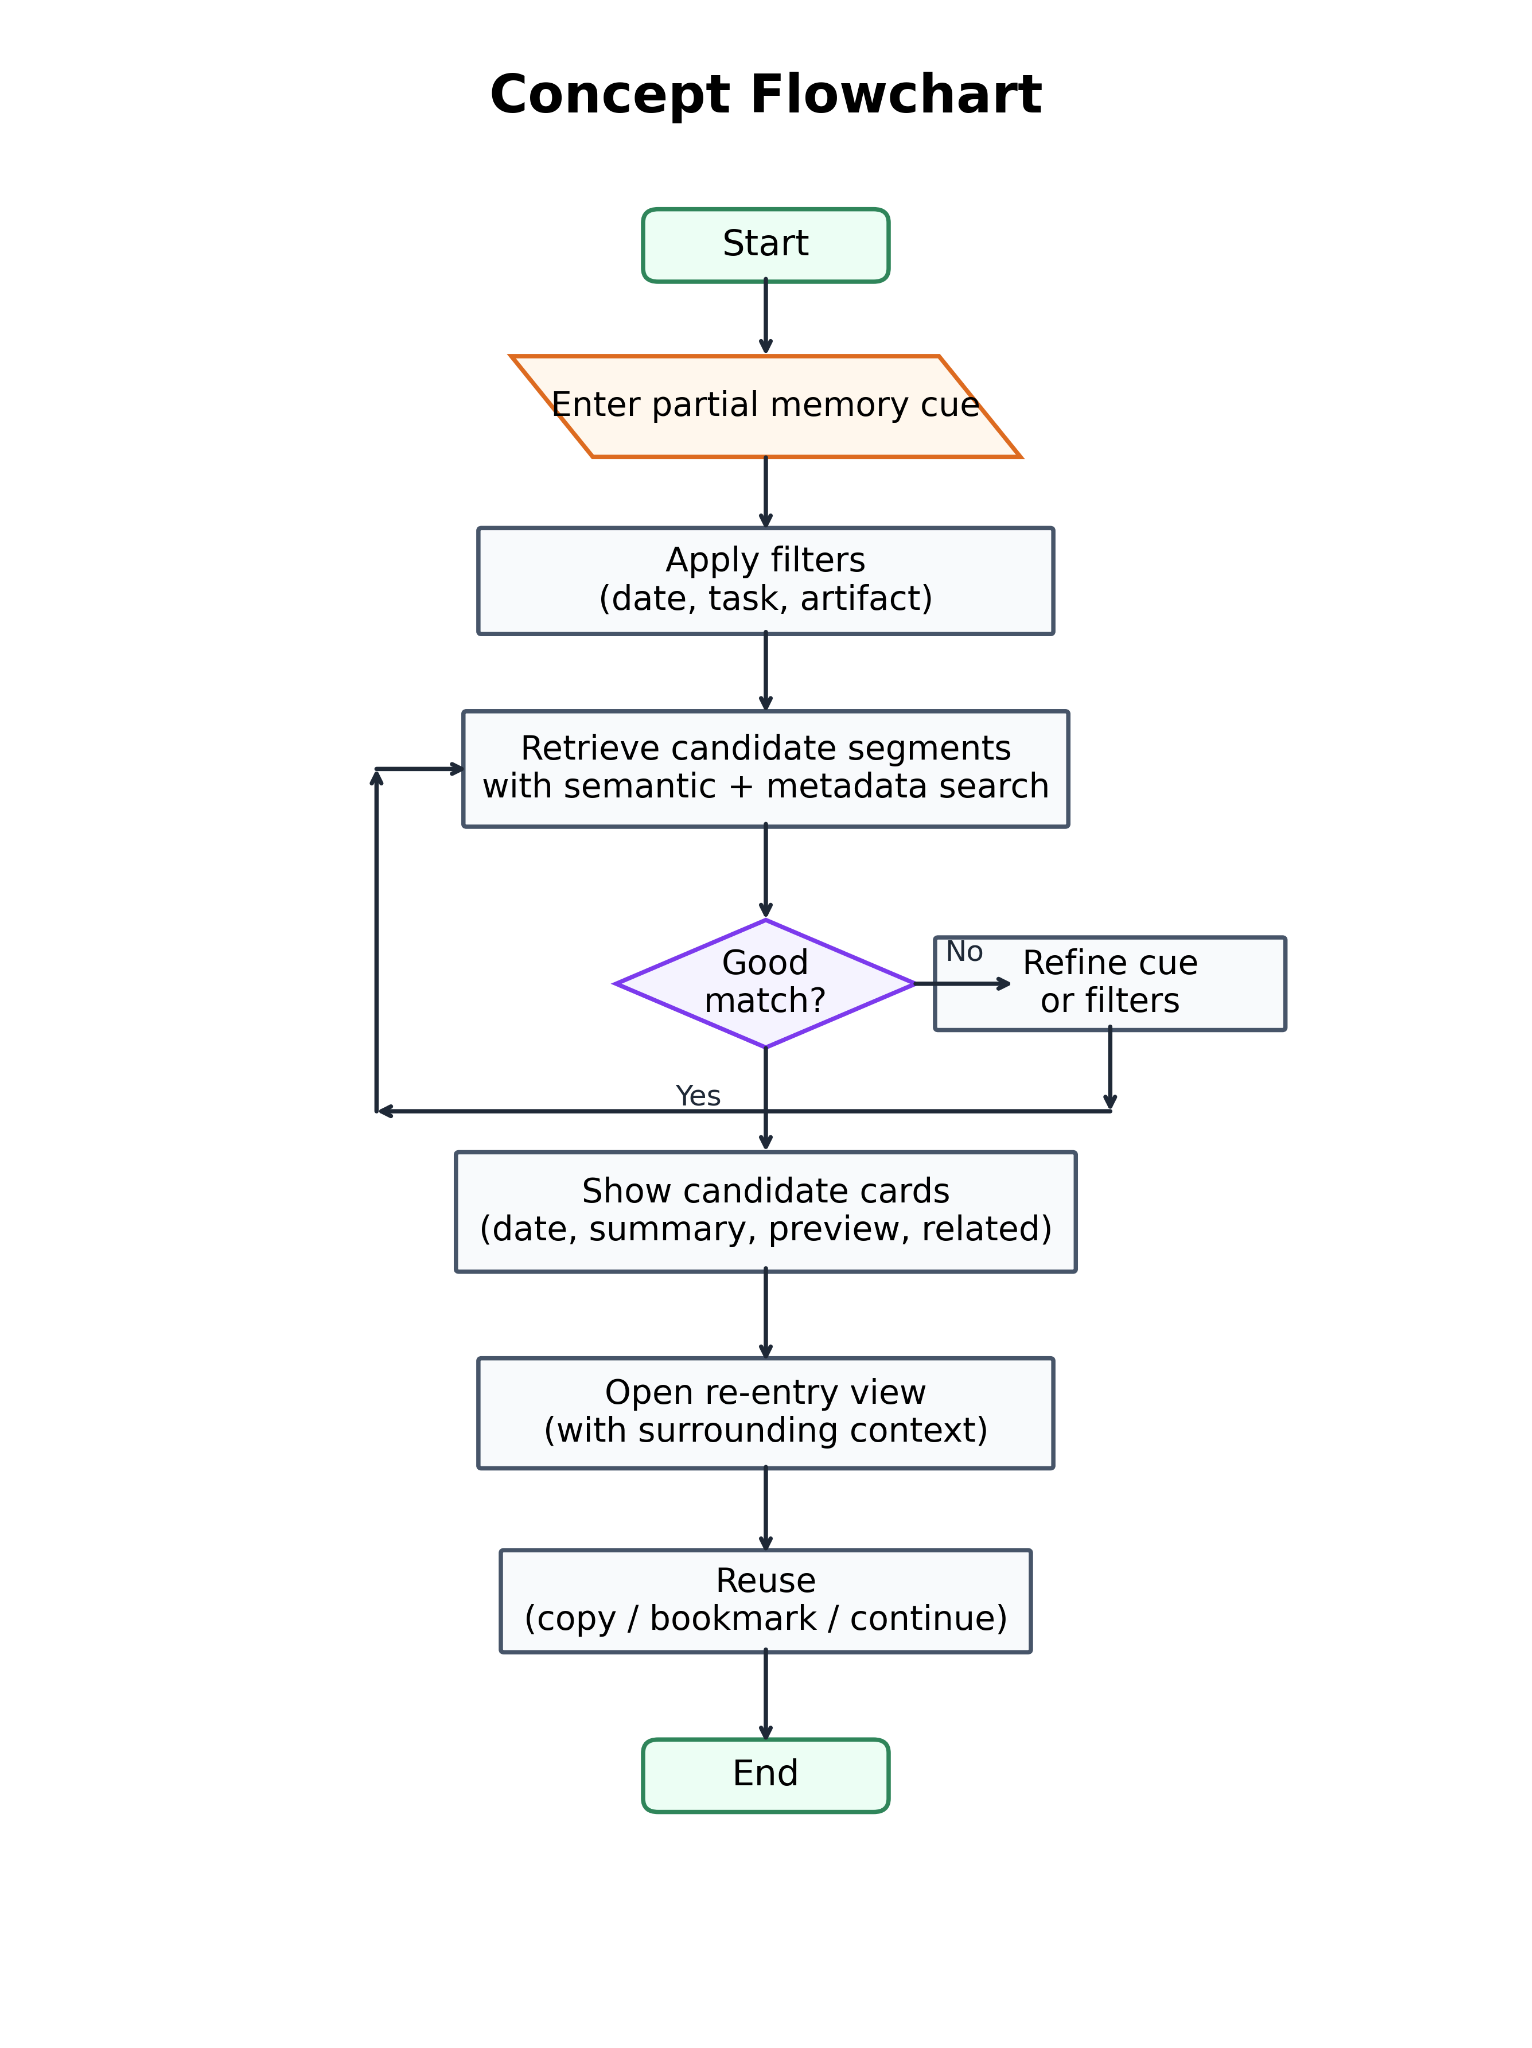 Concept Flowchart
Start
Enter partial memory cue
Apply filters
(date, task, artifact)
Retrieve candidate segments
with semantic + metadata search
Good
match?
No
Refine cue
or filters
Yes
Show candidate cards
(date, summary, preview, related)
Open re-entry view
(with surrounding context)
Reuse
(copy / bookmark / continue)
End